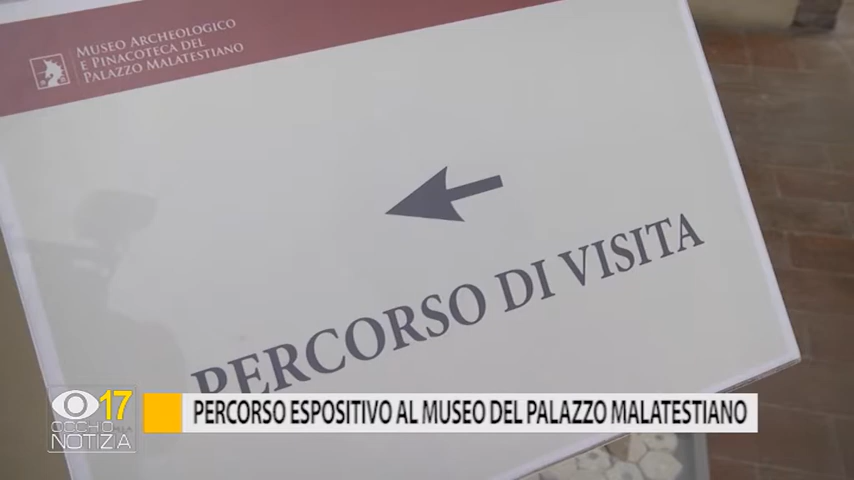 MUSEO ARCHEOLOGICO
E PINACOTECA DEL
PALAZZO MALATESTIANO
PERCORSO DI VISITA
17
OCCHIO
NOTIZIA
PERCORSO ESPOSITIVO AL MUSEO DEL PALAZZO MALATESTIANO